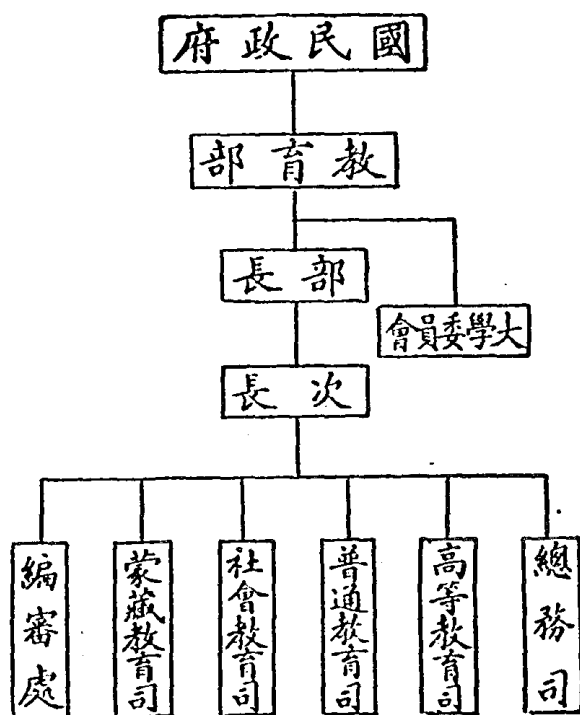 國民政府
教育部
部長
大學委員會
次長
總務司
高等教育司
普通教育司
社會教育司
蒙藏教育司
編審處